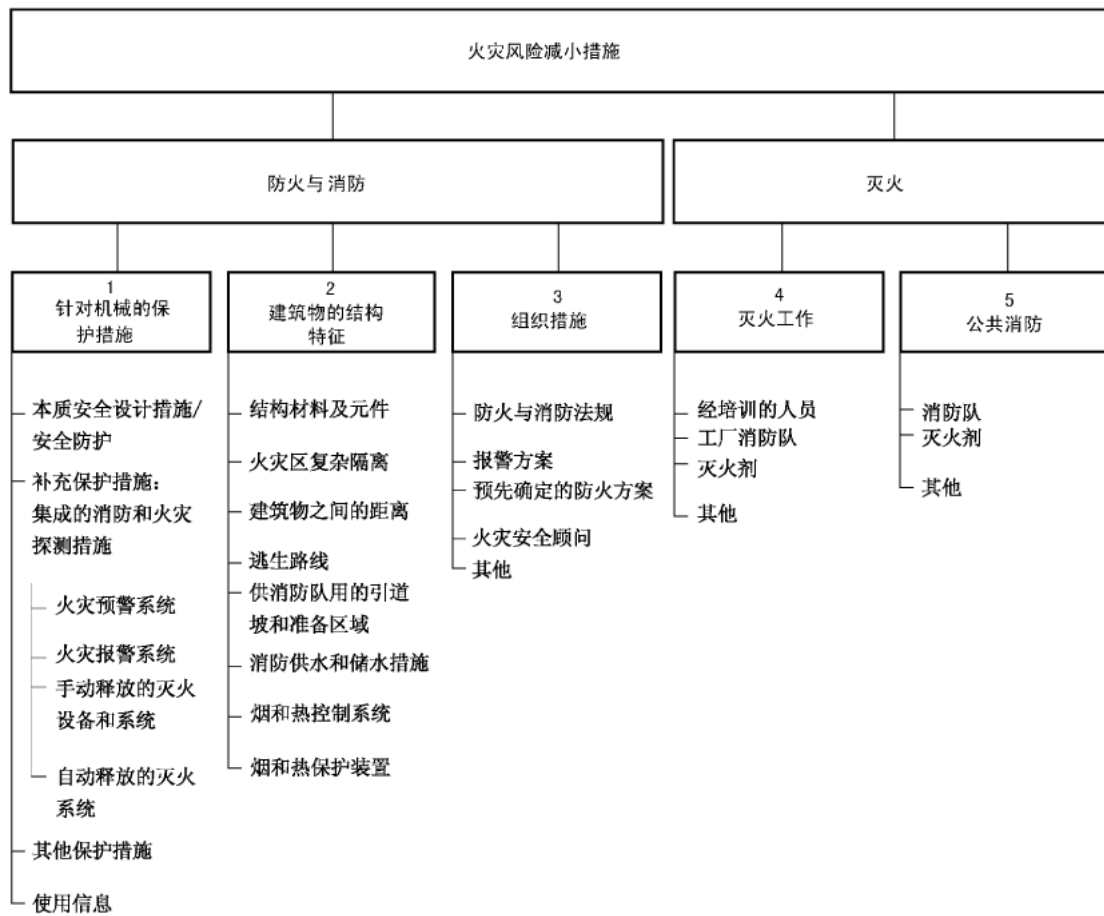 火灾风险减小措施
防火与消防
灭火
1
针对机械的保
护措施
2
建筑物的结构
特征
3
组织措施
4
灭火工作
5
公共消防
本质安全设计措施/
安全防护
补充保护措施:
集成的消防和火灾
探测措施
火灾预警系统
火灾报警系统
手动释放的灭火
设备和系统
自动释放的灭火
系统
其他保护措施
使用信息
结构材料及元件
火灾区复杂隔离
建筑物之间的距离
逃生路线
供消防队用的引道
坡和准备区域
消防供水和储水措施
烟和热控制系统
烟和热保护装置
防火与消防法规
报警方案
预先确定的防火方案
火灾安全顾问
其他
经培训的人员
工厂消防队
灭火剂
其他
消防队
灭火剂
其他